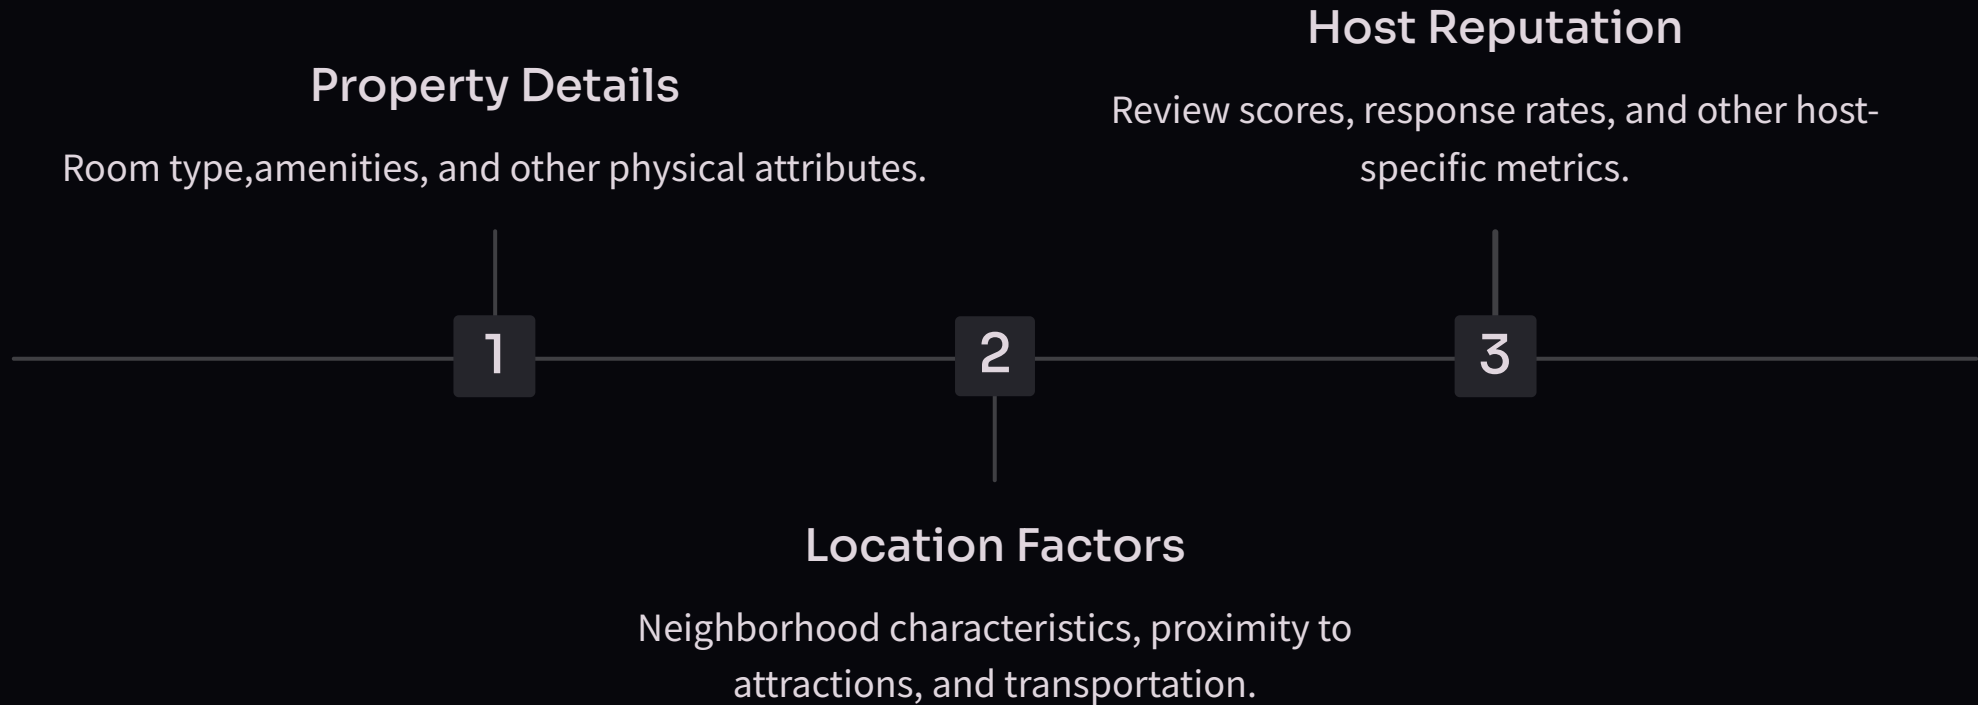 Property Details
Room type,amenities, and other physical attributes.
1
2
Location Factors
Neighborhood characteristics, proximity to
attractions, and transportation.
Host Reputation
Review scores, response rates, and other host-
specific metrics.
3